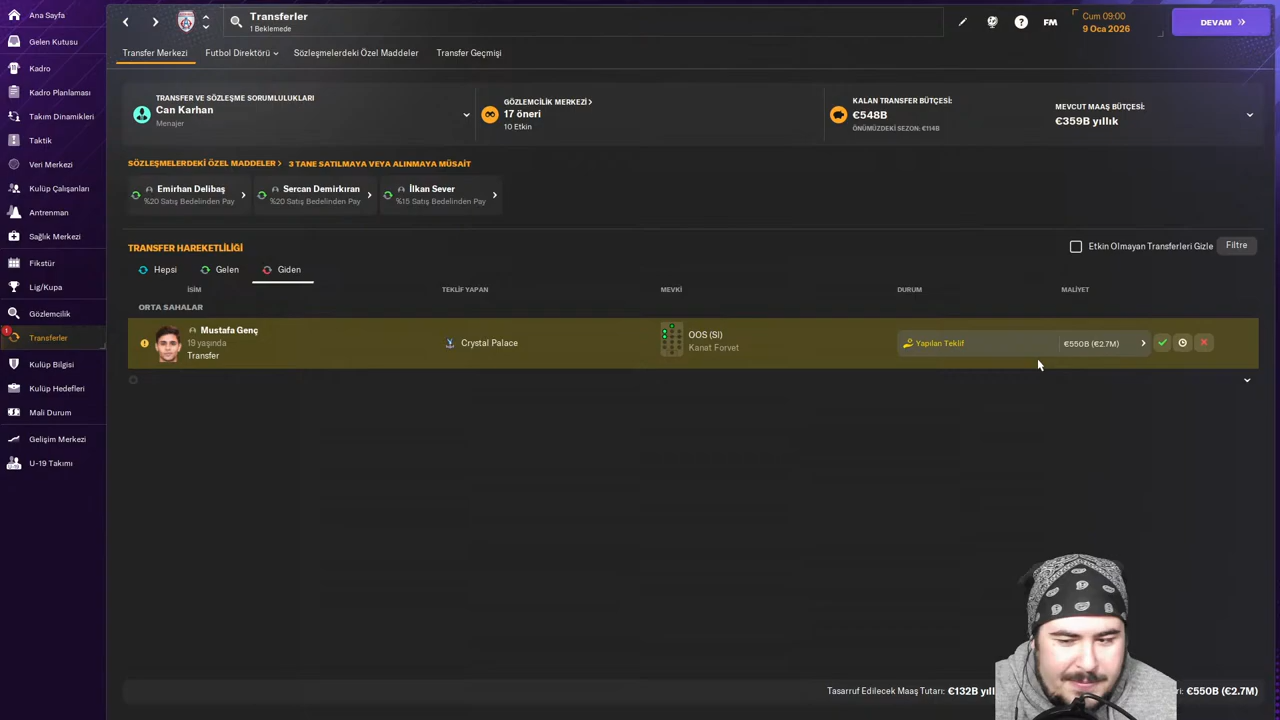 Ana Sayfa
Gelen Kutusu
Kadro
Kadro Planlaması
Takım Dinamikleri
Taktik
Veri Merkezi
Kulüp Çalışanları
Antrenman
Sağlık Merkezi
Fikstür
Lig/Kupa
Gözlemcilik
1
Transferler
Kulüp Bilgisi
Kulüp Hedefleri
Mali Durum
Gelişim Merkezi
U-19 Takımı
Transferler
1 Beklemede
FM
Cum 09:00
9 Oca 2026
DEVAM
Transfer Merkezi
Futbol Direktörü
Sözleşmelerdeki Özel Maddeler
Transfer Geçmişi
TRANSFER VE SÖZLEŞME SORUMLULUKLARI
Can Karhan
Menajer
GÖZLEMCİLİK MERKEZİ
17 öneri
10 Etkin
KALAN TRANSFER BÜTÇESİ:
€548B
ÖNÜMÜZDEKİ SEZON: €114B
MEVCUT MAAŞ BÜTÇESİ:
€359B yıllık
SÖZLEŞMELERDEKİ ÖZEL MADDELER 3 TANE SATILMAYA VEYA ALINMAYA MÜSAİT
Emirhan Delibaş
%20 Satış Bedelinden Pay
Sercan Demirkıran
%20 Satış Bedelinden Pay
İlkan Sever
%15 Satış Bedelinden Pay
TRANSFER HAREKETLİLİĞİ
Etkin Olmayan Transferleri Gizle
Filtre
Hepsi
Gelen
Giden
İSİM
TEKLİF YAPAN
MEVKİ
DURUM
MALİYET
ORTA SAHALAR
Mustafa Genç
19 yaşında
Transfer
Crystal Palace
OOS (Sl)
Kanat Forvet
Yapılan Teklif
€550B (€2.7M)
Tasarruf Edilecek Maaş Tutarı: €132B yıll
€550B (€2.7M)